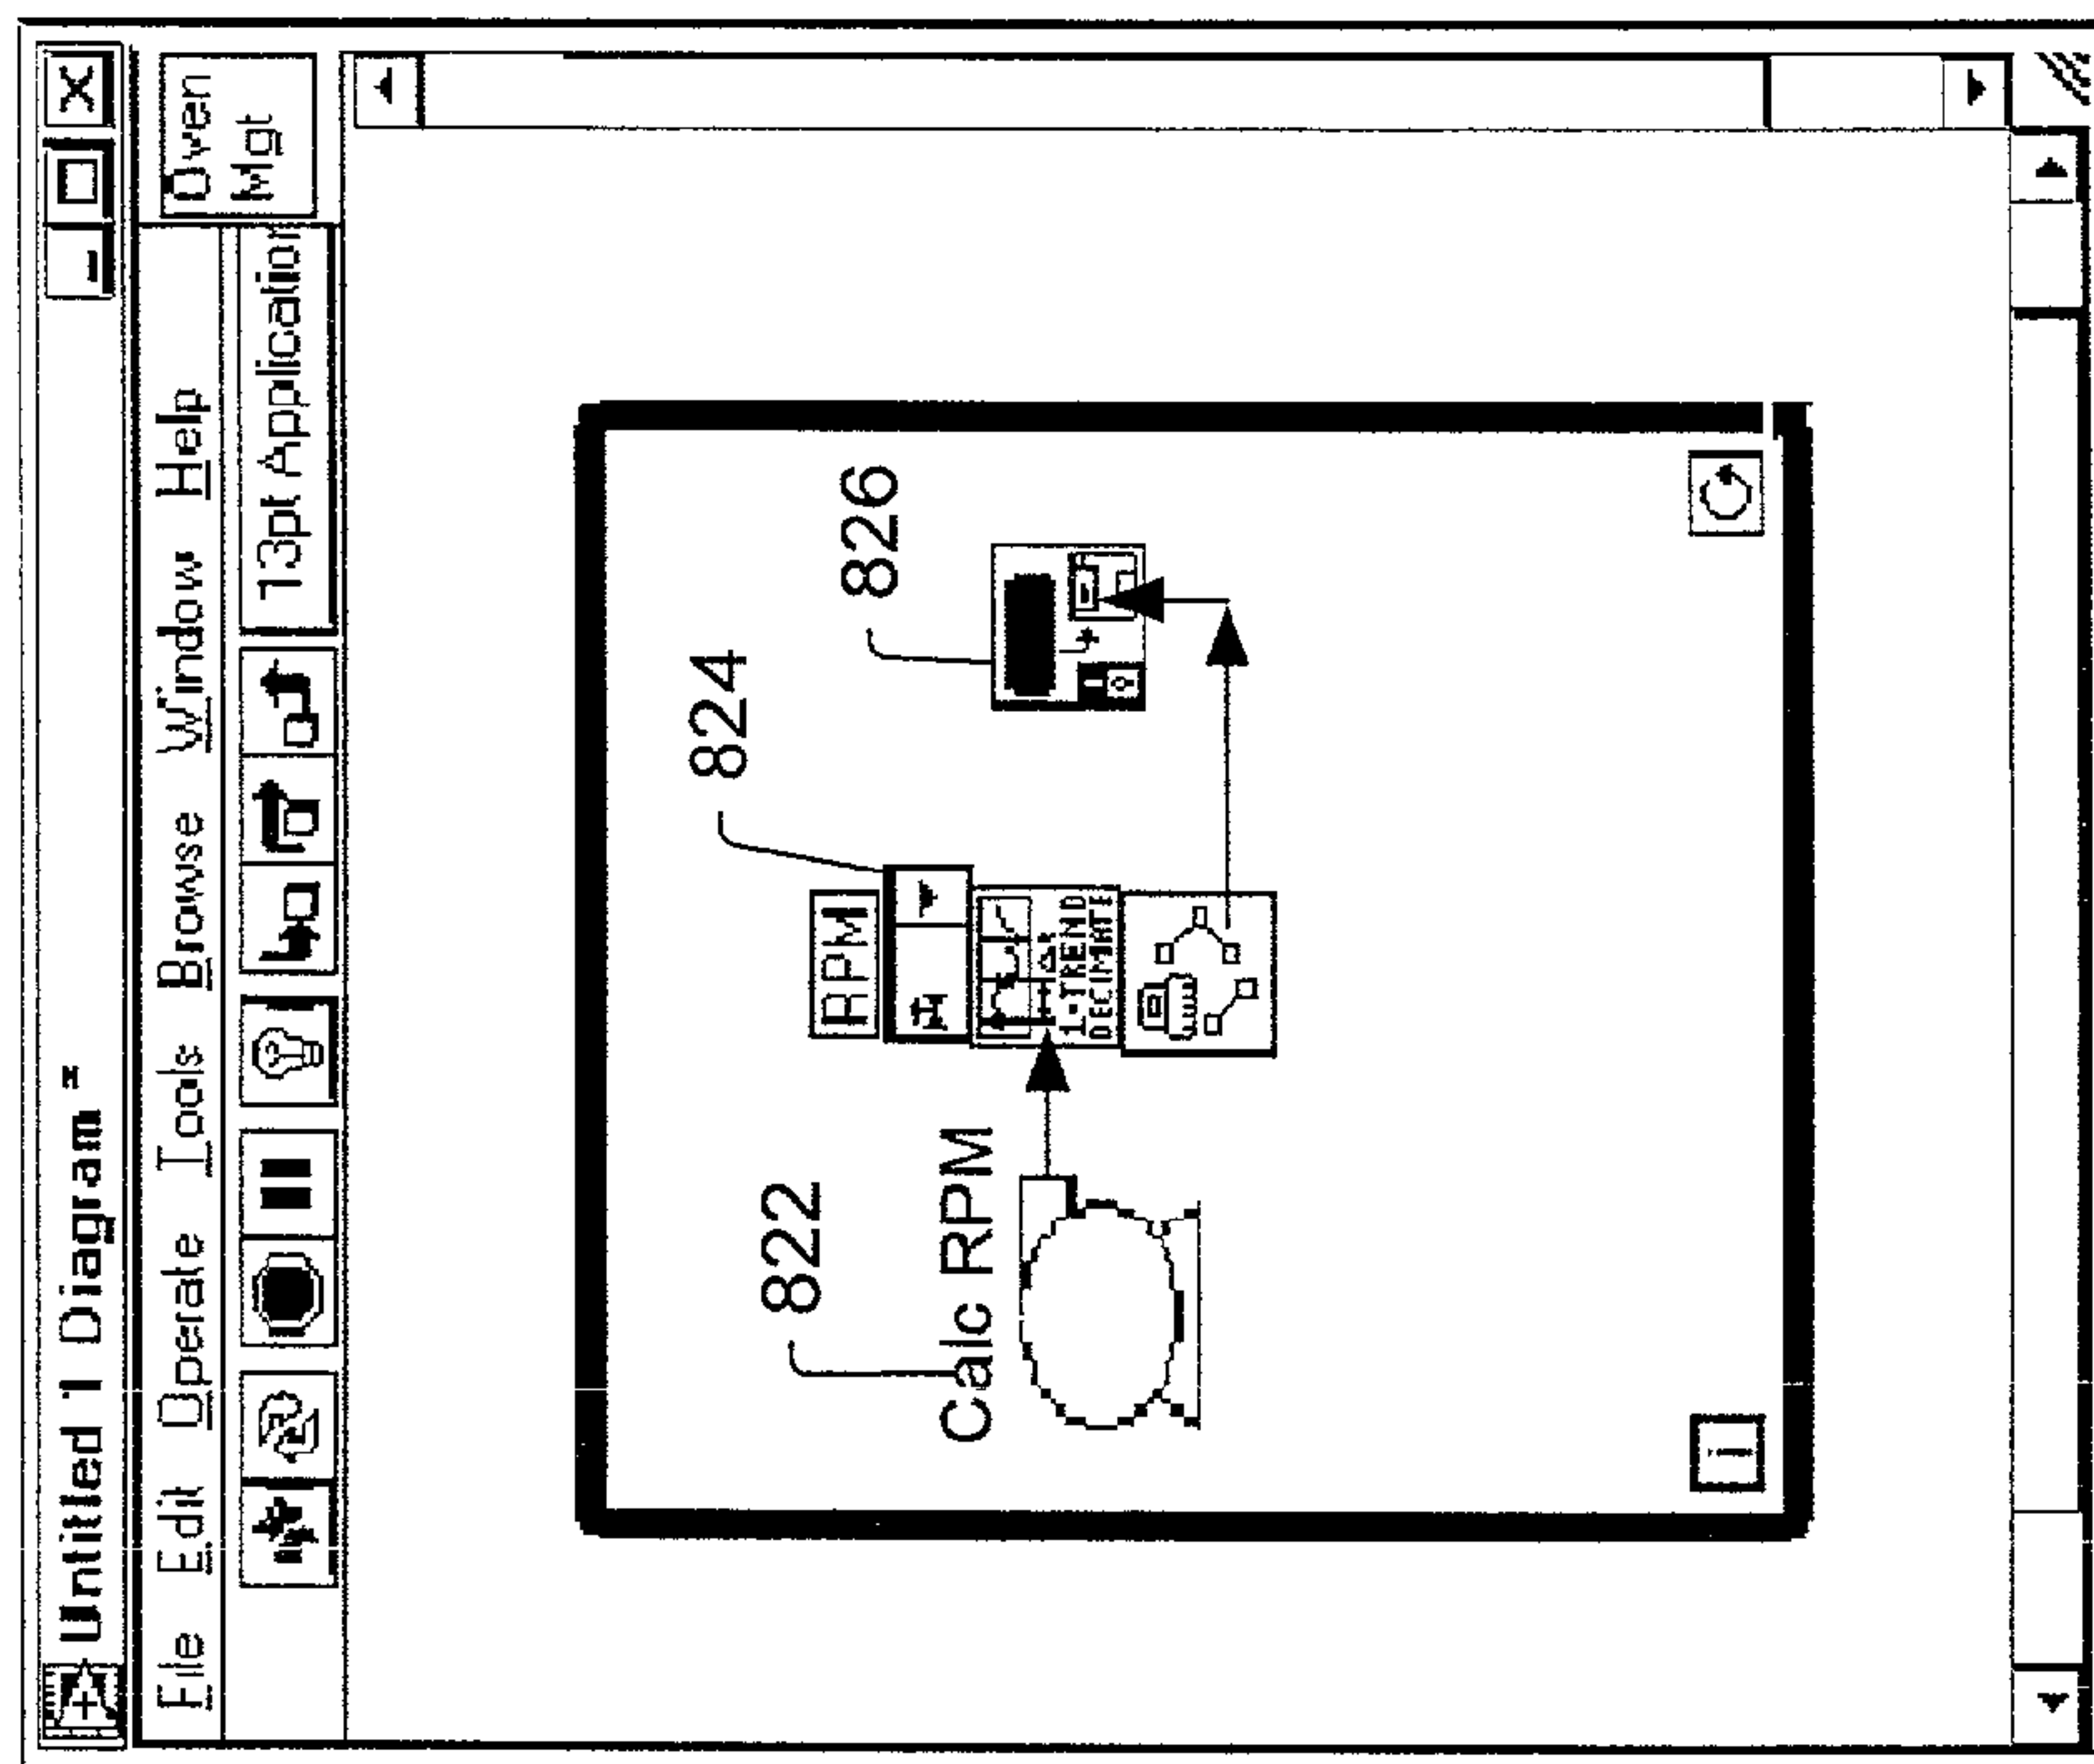 Untitled 1 Diagram *
File Edit Operate Tools Browse Window Help
13pt Application
Oven
Mgt
826
824
RPM
1-TREND
DECIMATE
822
Calc RPM
i